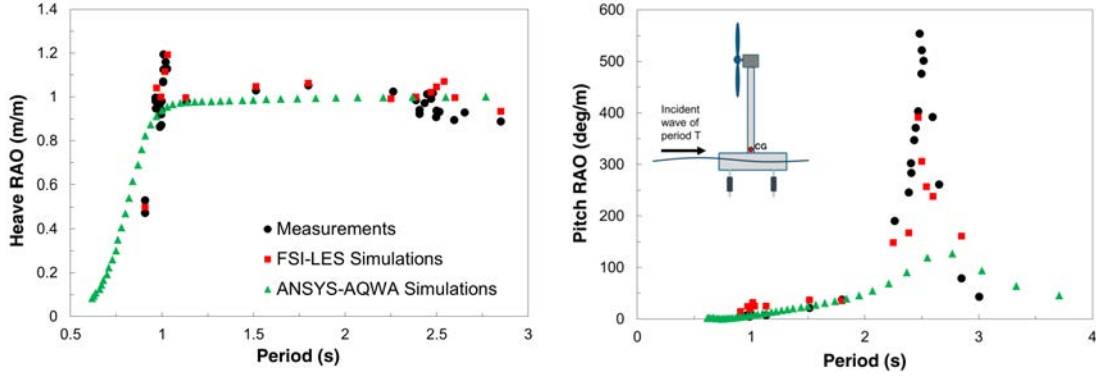 Heave RAO (m/m)
1.4
1.2
1
0.8
0.6
0.4
0.2
0
0.5
1
1.5
2
2.5
3
Period (s)
Measurements
FSI-LES Simulations
ANSYS-AQWA Simulations
Pitch RAO (deg/m)
600
500
400
300
200
100
0
0
1
2
3
4
Period (s)
Incident
wave of
period T
CG